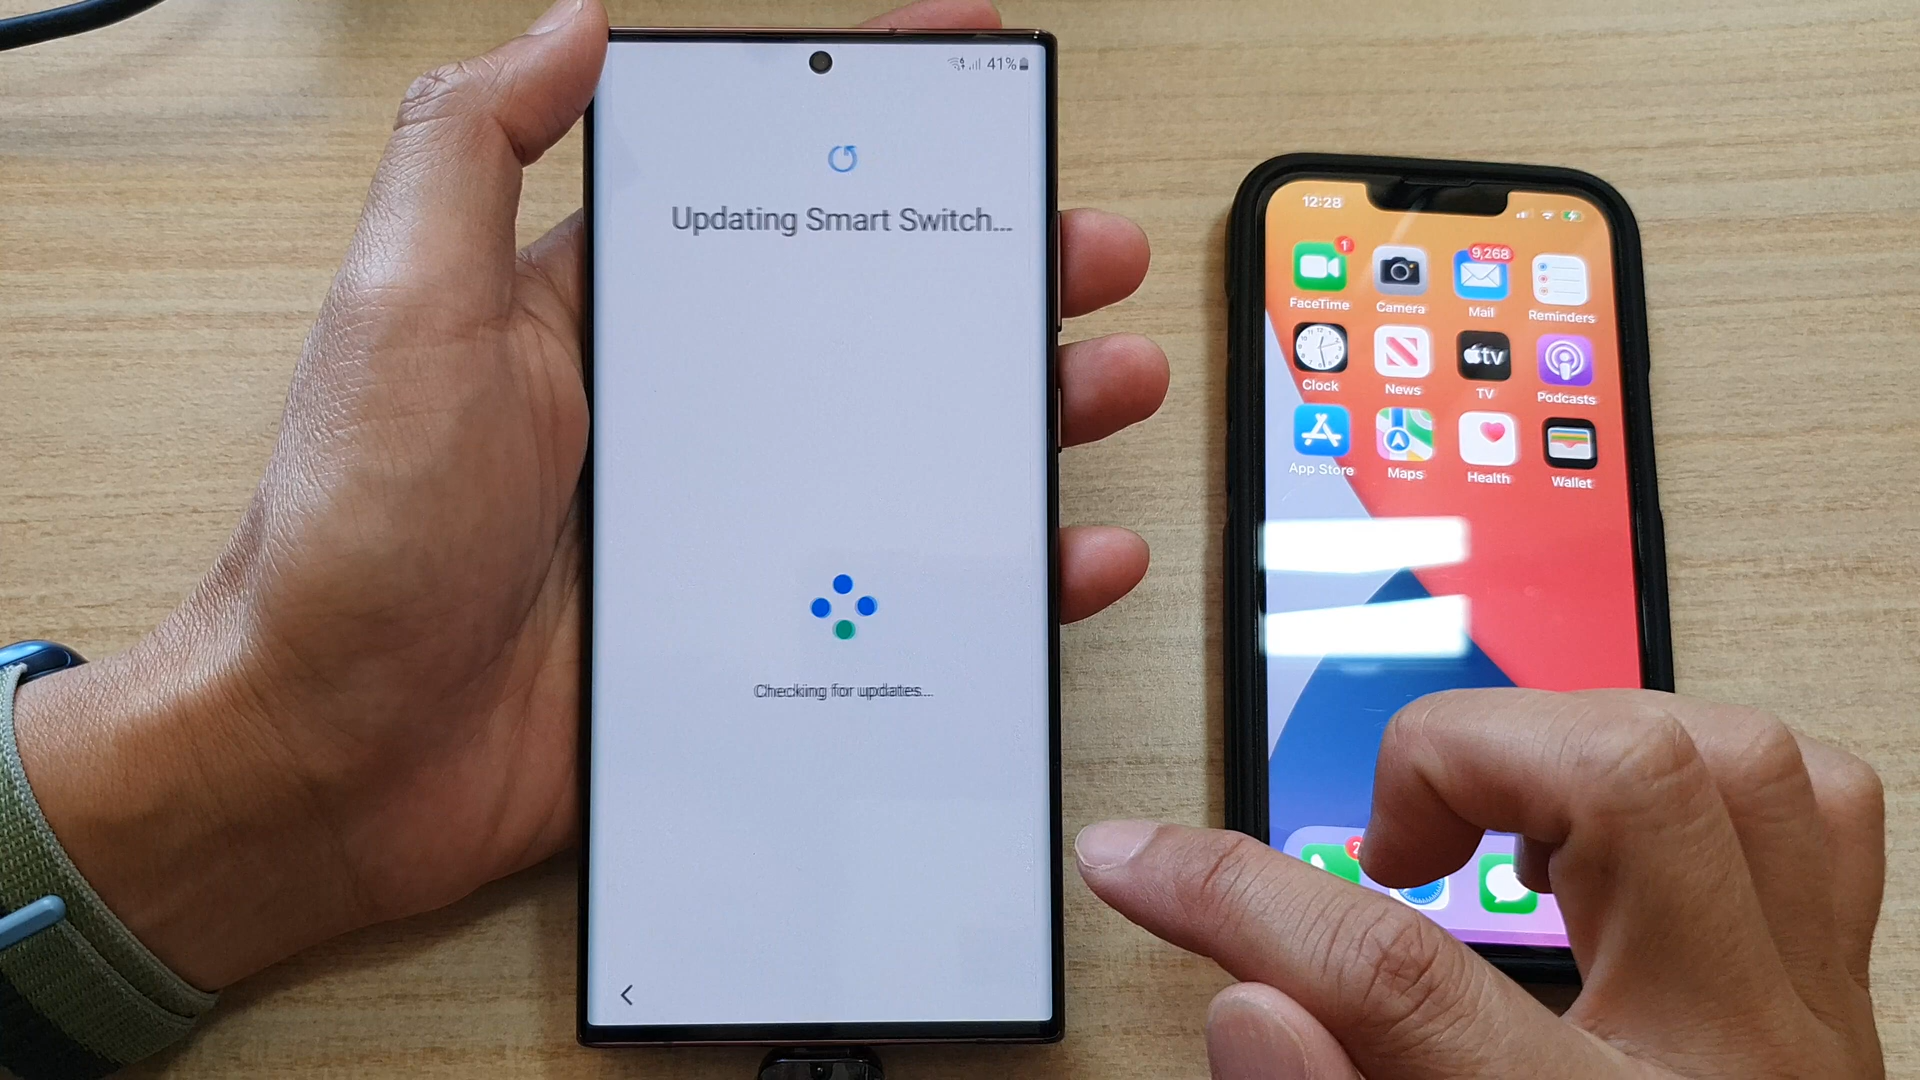 41%
Updating Smart Switch...
Checking for updates...
12:28
1
9,268
FaceTime
Camera
Mail
Reminders
tv
Clock
News
TV
Podcasts
App Store
Maps
Health
Wallet
2